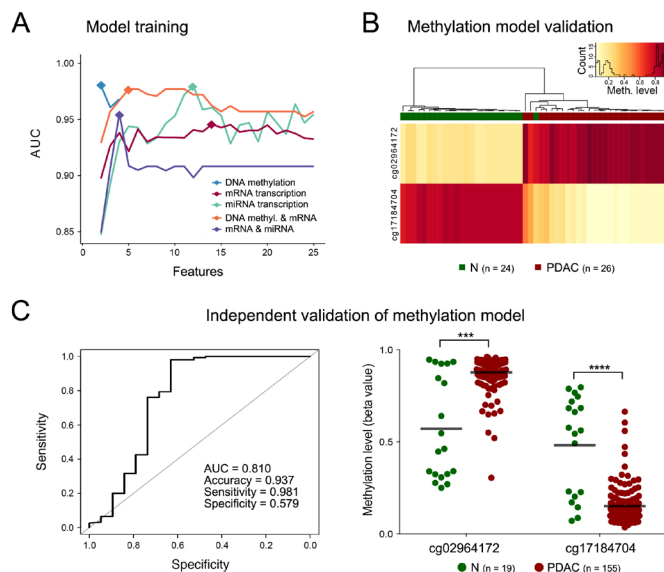 A
Model training
1.00
0.95
0.90
0.85
AUC
0
5
10
15
20
25
Features
DNA methylation
mRNA transcription
miRNA transcription
DNA methyl. & mRNA
mRNA & miRNA
B
Methylation model validation
Count
0
5
10
15
0.2
0.4
0.6
0.8
Meth. level
cg02964172
cg17184704
N (n = 24)
PDAC (n = 26)
C
Independent validation of methylation model
1.0
0.8
0.6
0.4
0.2
0.0
Sensitivity
1.0
0.8
0.6
0.4
0.2
0.0
Specificity
AUC = 0.810
Accuracy = 0.937
Sensitivity = 0.981
Specificity = 0.579
1.0
0.5
0.0
Methylation level (beta value)
***
****
cg02964172
cg17184704
N (n = 19)
PDAC (n = 155)